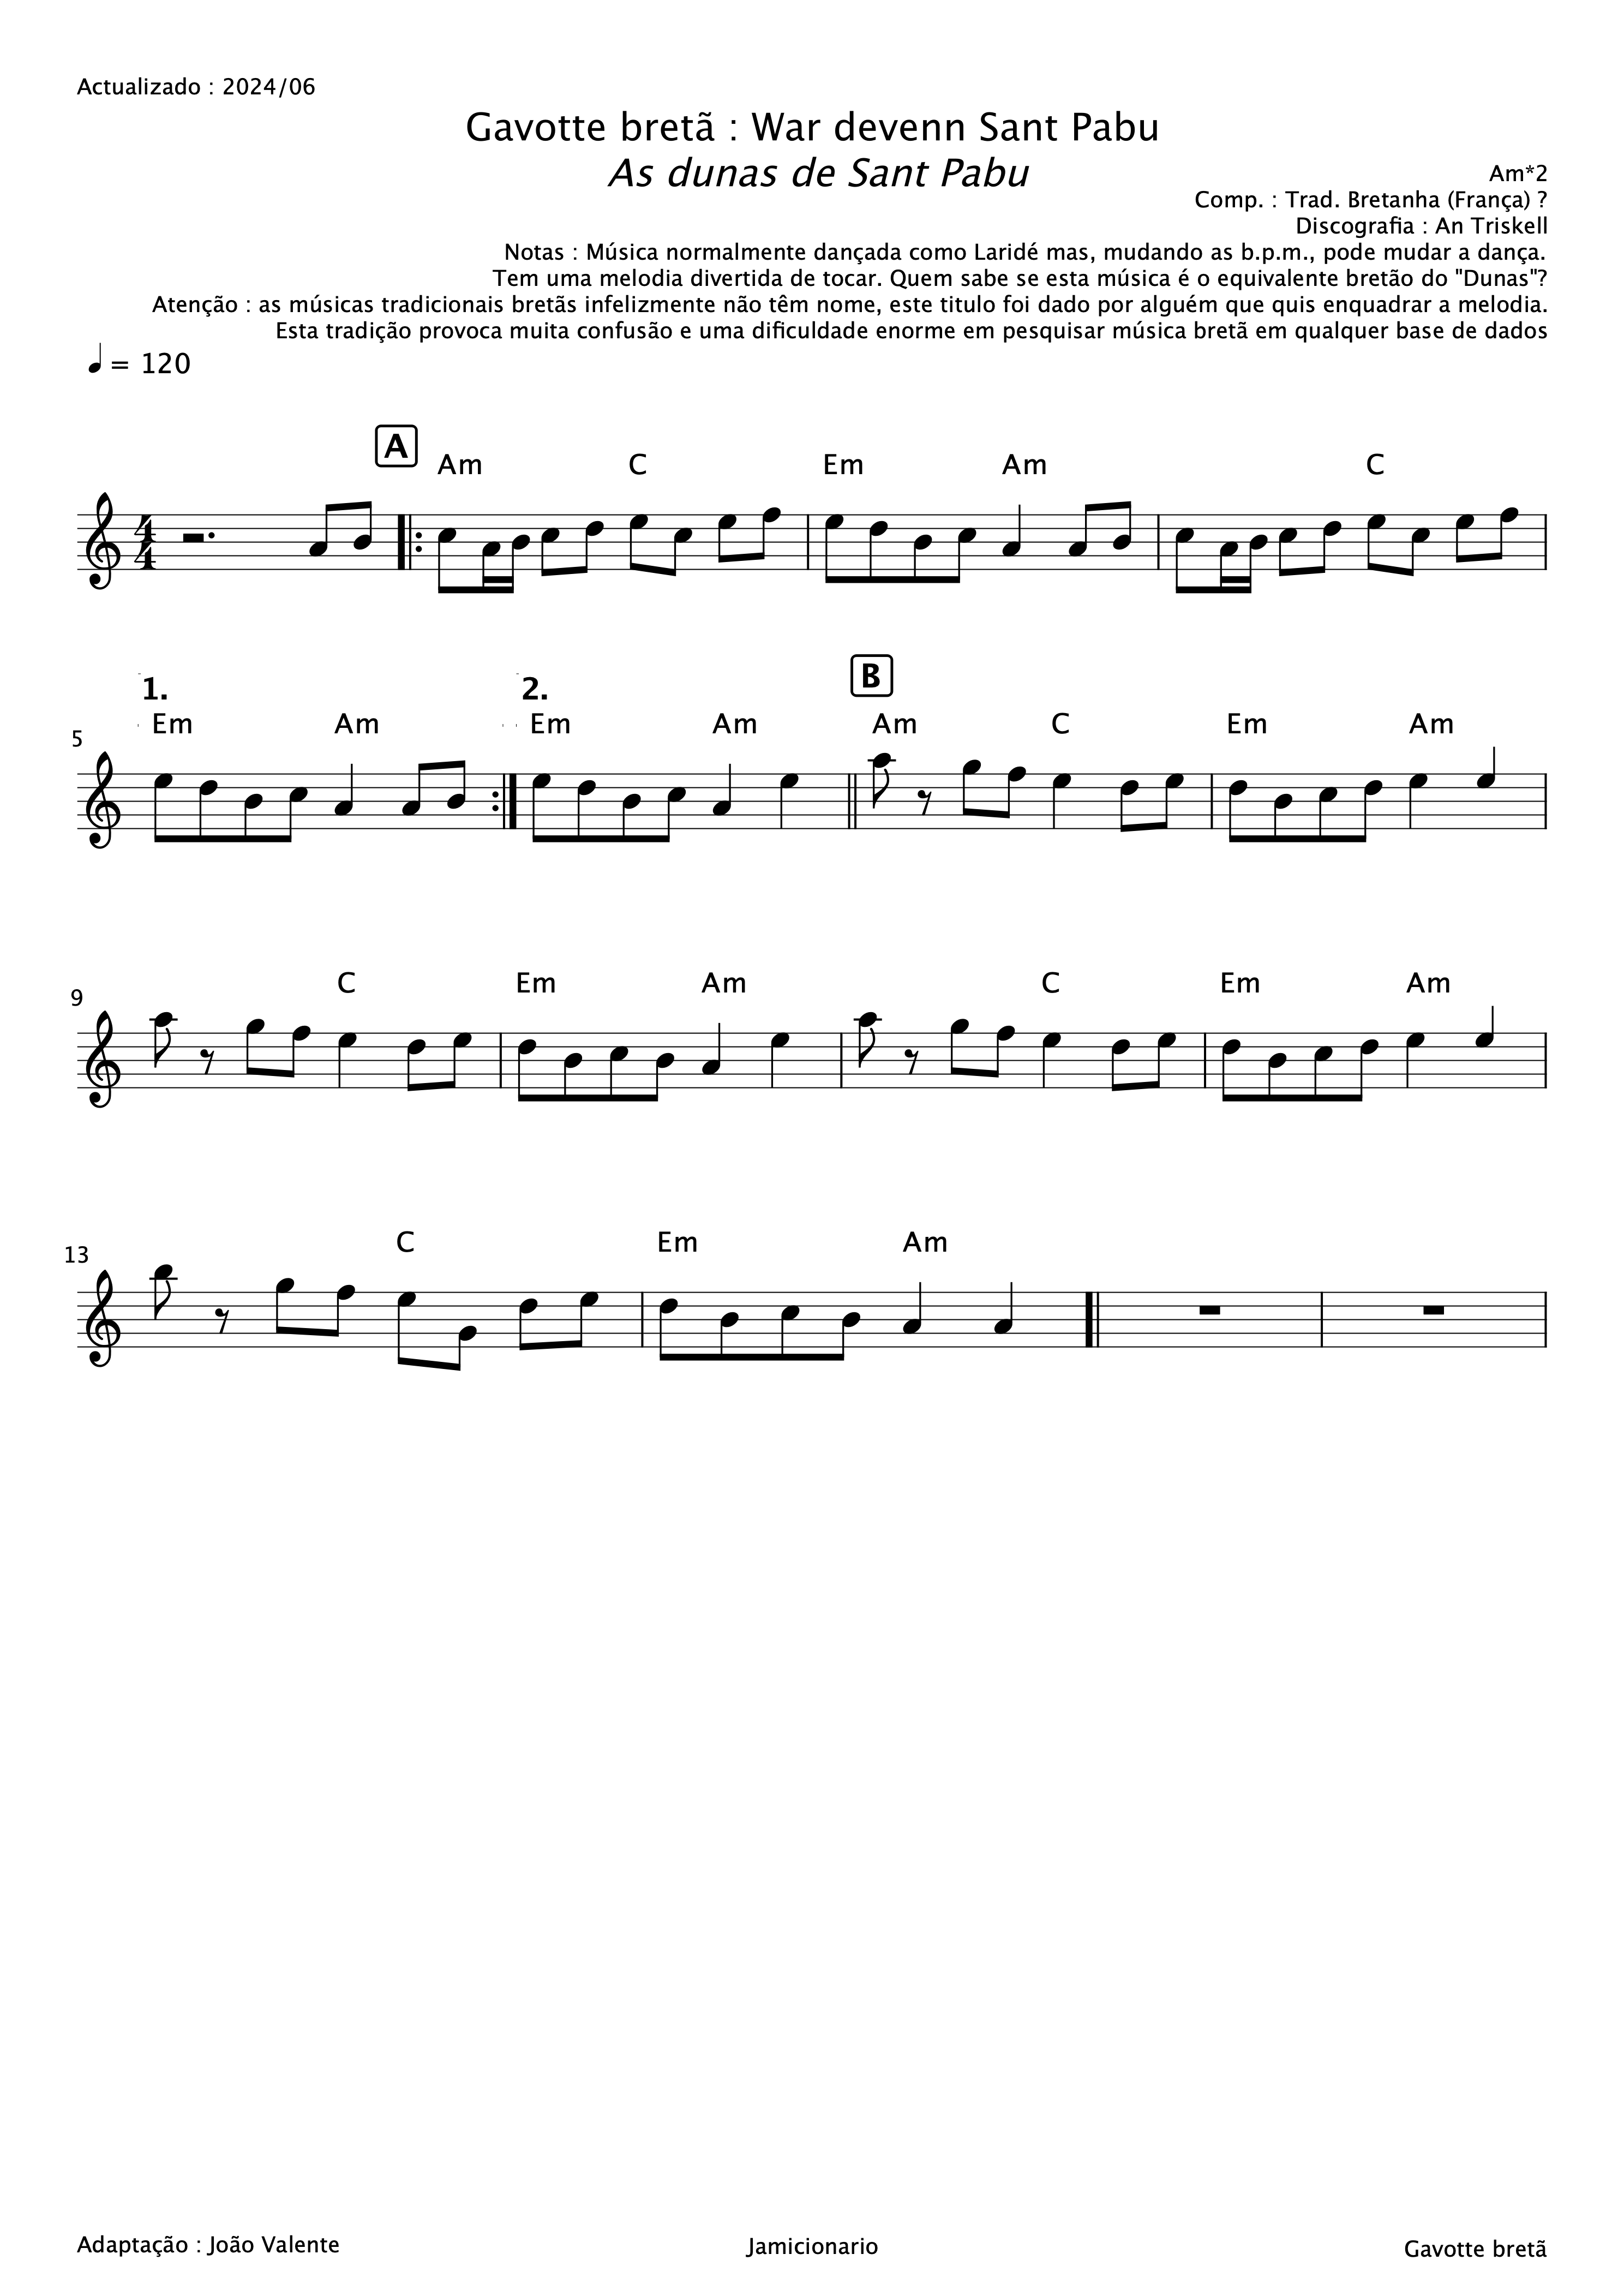 Actualizado : 2024/06
Gavotte bretã : War devenn Sant Pabu
As dunas de Sant Pabu
Am*2
Comp. : Trad. Bretanha (França) ?
Discografia : An Triskell
Notas : Música normalmente dançada como Laridé mas, mudando as b.p.m., pode mudar a dança.
Tem uma melodia divertida de tocar. Quem sabe se esta música é o equivalente bretão do "Dunas"?
Atenção : as músicas tradicionais bretãs infelizmente não têm nome, este titulo foi dado por alguém que quis enquadrar a melodia.
Esta tradição provoca muita confusão e uma dificuldade enorme em pesquisar música bretã em qualquer base de dados
= 120
A
Am C Em Am C
4
4
1. 2. B
Em Am Em Am Am C Em Am
5
C Em Am C Em Am
9
C Em Am
13
Adaptação : João Valente
Jamicionario
Gavotte bretã